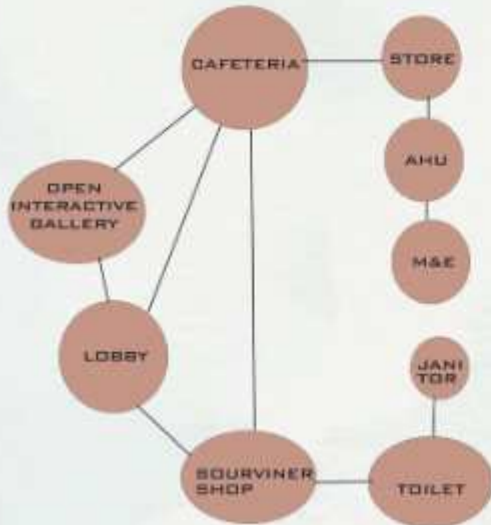 CAFETERIA
STORE
AHU
OPEN
INTERACTIVE
GALLERY
M&E
LOBBY
JANI
TOR
SOURVINER
SHOP
TOILET